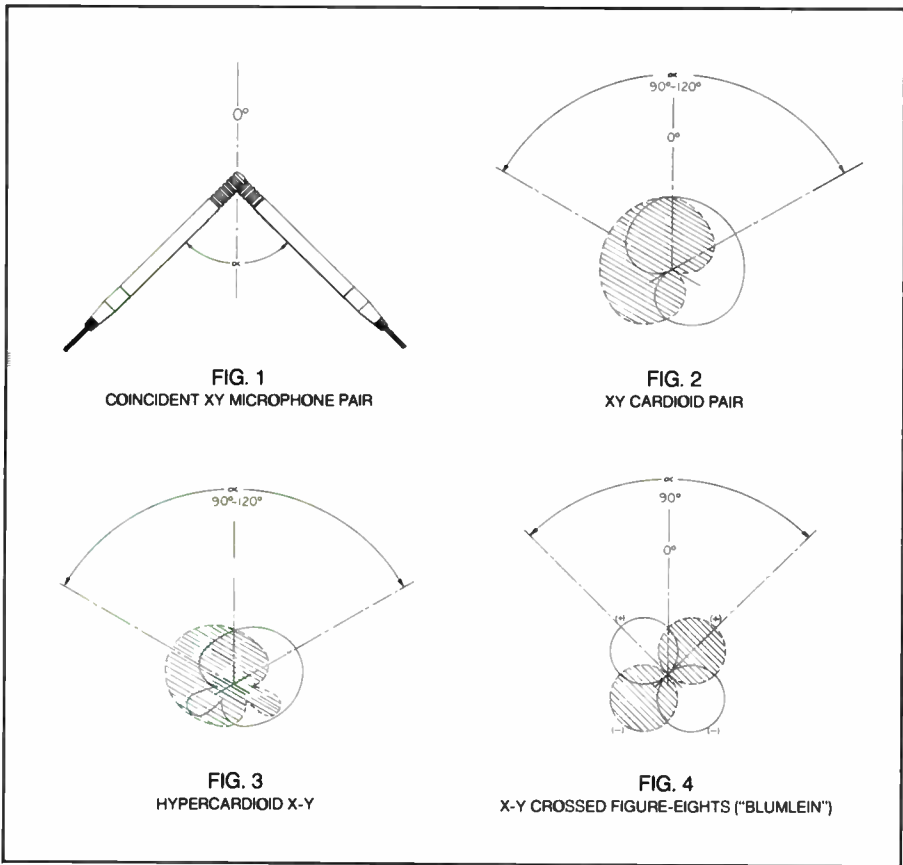 0°
∝
FIG. 1
COINCIDENT XY MICROPHONE PAIR
∝
90°-120°
0°
FIG. 2
XY CARDIOID PAIR
∝
90°-120°
FIG. 3
HYPERCARDIOID X-Y
∝
90°
0°
(+) (+)
(-) (-)
FIG. 4
X-Y CROSSED FIGURE-EIGHTS ("BLUMLEIN")